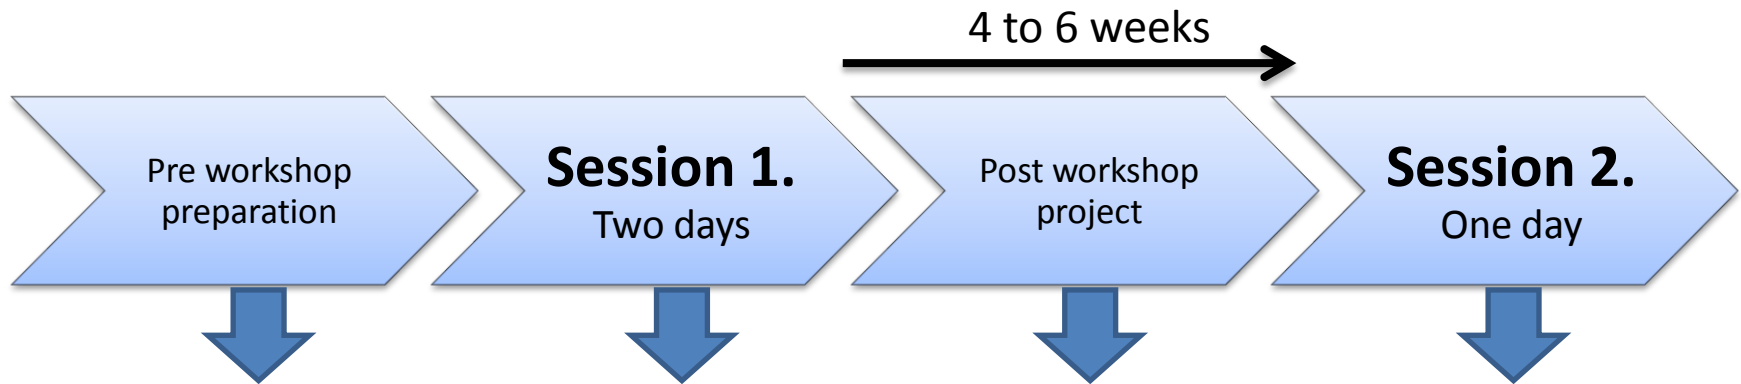 4 to 6 weeks
Pre workshop
preparation
Session 1.
Two days
Post workshop
project
Session 2.
One day